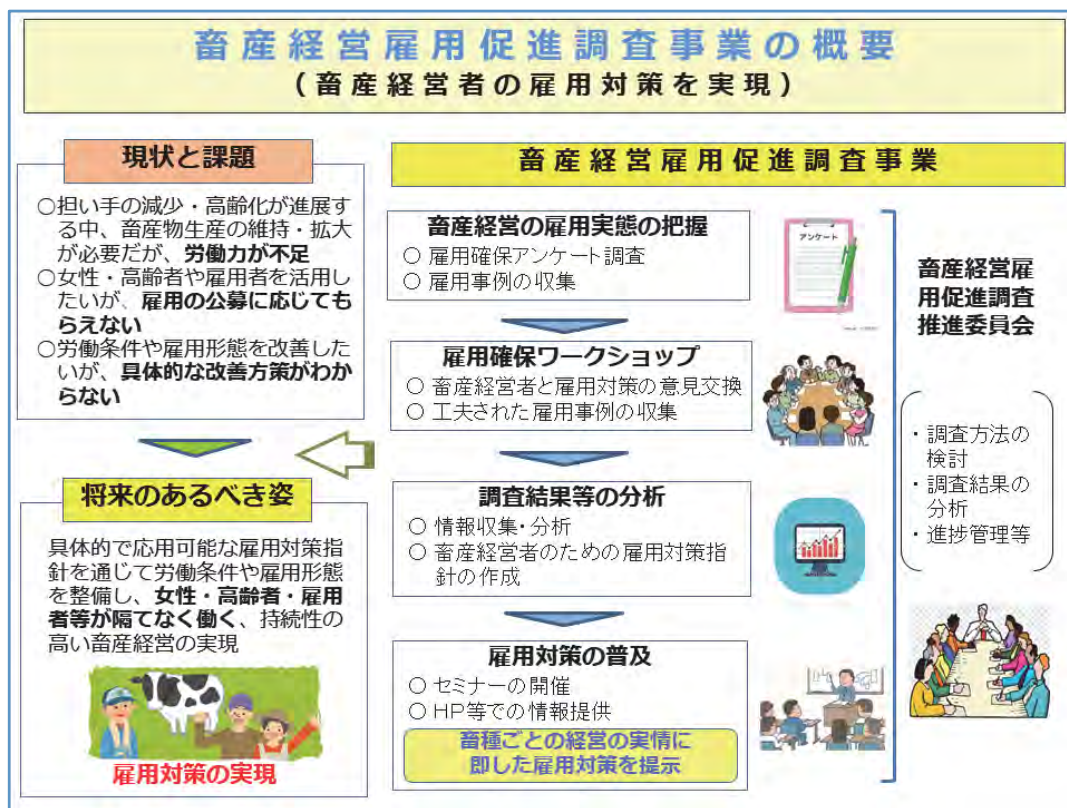 畜産経営雇用促進調査事業の概要
(畜産経営者の雇用対策を実現)
現状と課題
○担い手の減少・高齢化が進展す
る中、畜産物生産の維持・拡大
が必要だが、労働力が不足
○女性・高齢者や雇用者を活用し
たいが、雇用の公募に応じても
らえない
○労働条件や雇用形態を改善した
いが、具体的な改善方策がわか
らない
将来のあるべき姿
具体的で応用可能な雇用対策指
針を通じて労働条件や雇用形態
を整備し、女性・高齢者・雇用
者等が隔てなく働く、持続性の
高い畜産経営の実現
雇用対策の実現
畜産経営雇用促進調査事業
畜産経営の雇用実態の把握
○ 雇用確保アンケート調査
○ 雇用事例の収集
アンケート
雇用確保ワークショップ
○ 畜産経営者と雇用対策の意見交換
○ 工夫された雇用事例の収集
調査結果等の分析
○ 情報収集・分析
○ 畜産経営者のための雇用対策指
針の作成
雇用対策の普及
○ セミナーの開催
○ HP等での情報提供
畜種ごとの経営の実情に
即した雇用対策を提示
畜産経営雇
用促進調査
推進委員会
・調査方法の
検討
・調査結果の
分析
・進捗管理等